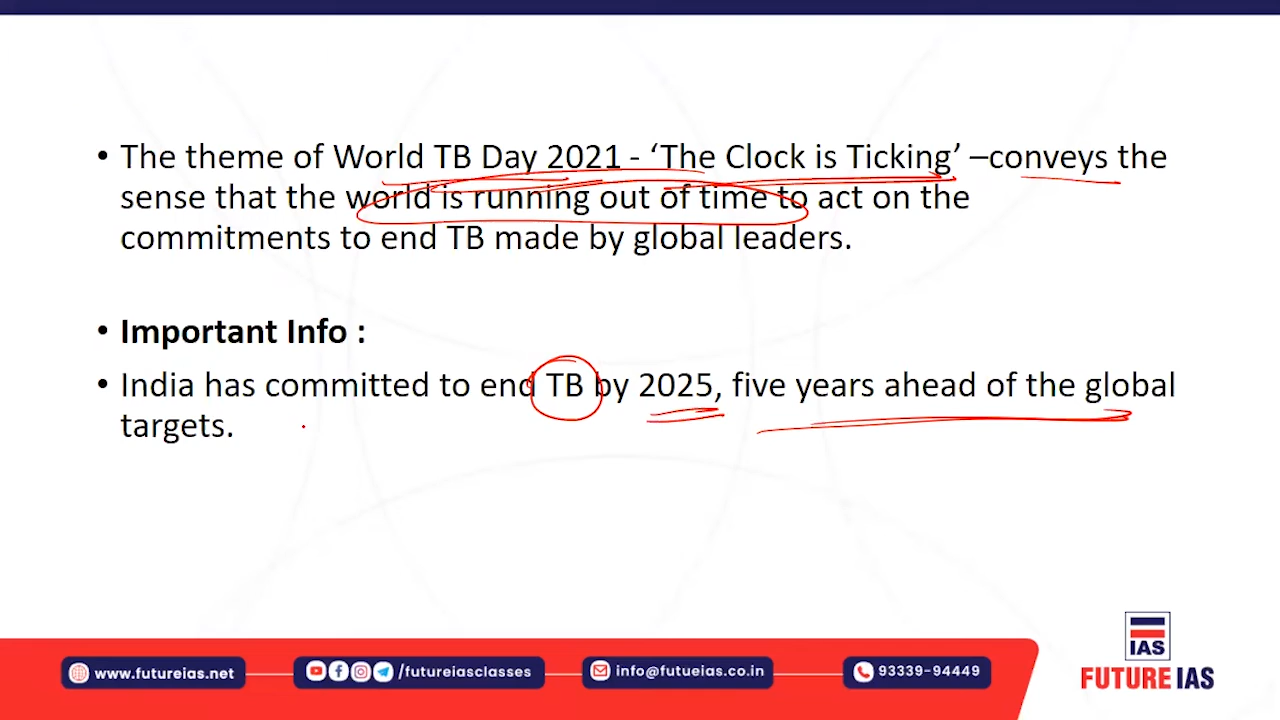 • The theme of World TB Day 2021 - ‘The Clock is Ticking’ –conveys the
sense that the world is running out of time to act on the
commitments to end TB made by global leaders.
• Important Info :
• India has committed to end TB by 2025, five years ahead of the global
targets.
IAS
FUTURE IAS
www.futureias.net
/futureiasclasses
info@futueias.co.in
93339-94449